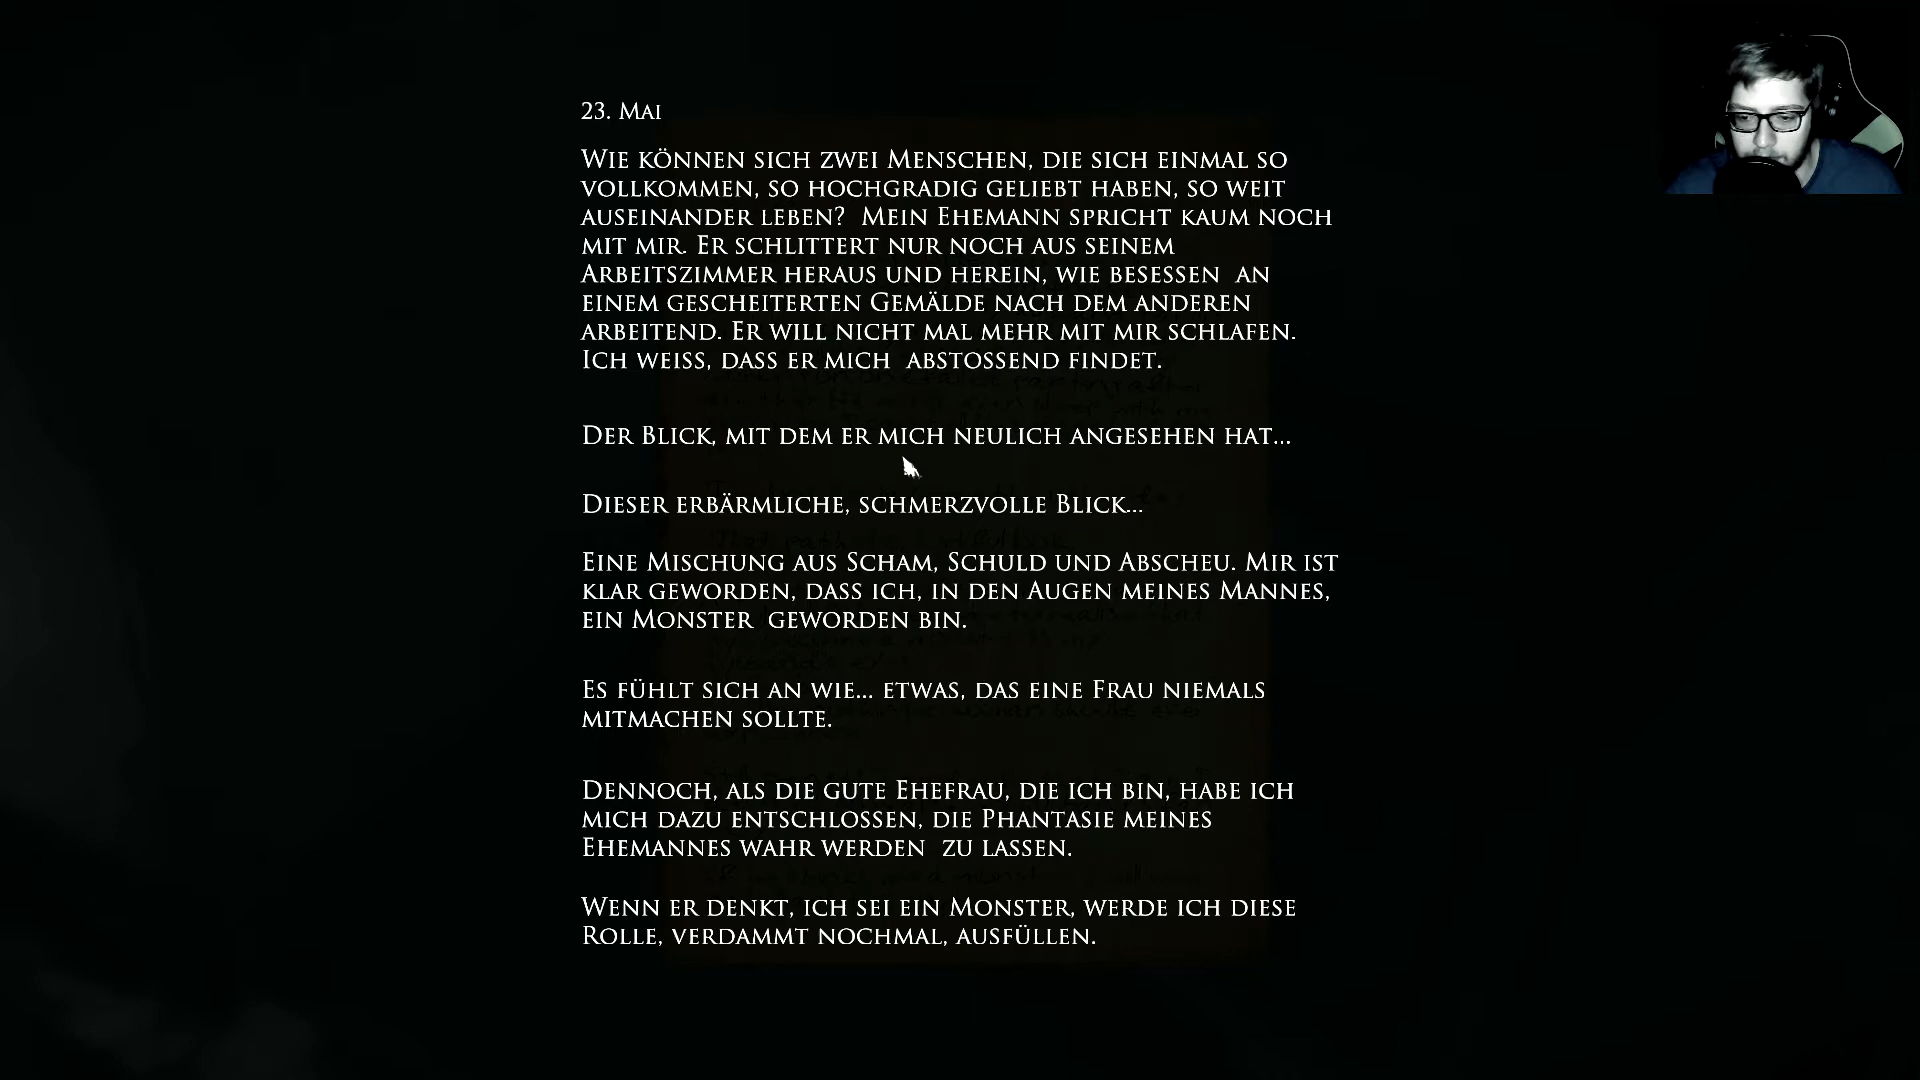 23. Mai
Wie können sich zwei Menschen, die sich einmal so
vollkommen, so hochgradig geliebt haben, so weit
auseinander leben?  Mein Ehemann spricht kaum noch
mit mir. Er schlittert nur noch aus seinem
Arbeitszimmer heraus und herein, wie besessen  an
einem gescheiterten Gemälde nach dem anderen
arbeitend. Er will nicht mal mehr mit mir schlafen.
Ich weiss, dass er mich  abstossend findet.
Der Blick, mit dem er mich neulich angesehen hat...
Dieser erbärmliche, schmerzvolle Blick...
Eine Mischung aus Scham, Schuld und Abscheu. Mir ist
klar geworden, dass ich, in den Augen meines Mannes,
ein Monster  geworden bin.
Es fühlt sich an wie... etwas, das eine Frau niemals
mitmachen sollte.
Dennoch, als die gute Ehefrau, die ich bin, habe ich
mich dazu entschlossen, die Phantasie meines
Ehemannes wahr werden  zu lassen.
Wenn er denkt, ich sei ein Monster, werde ich diese
Rolle, verdammt nochmal, ausfüllen.